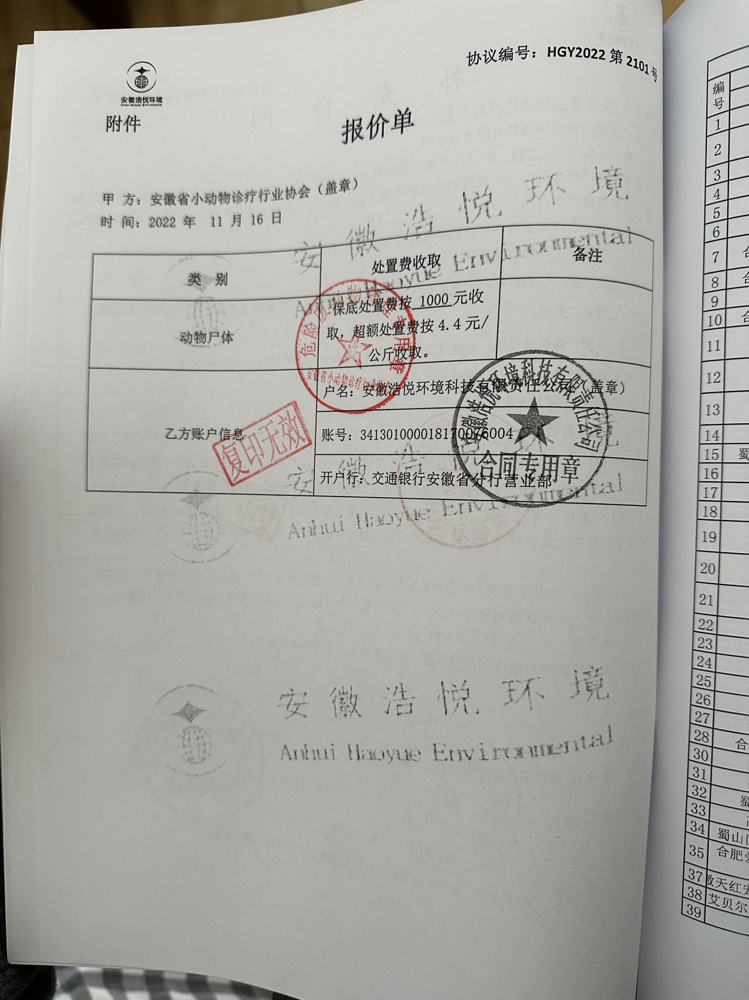 协议编号：HGY2022 第 2101 号
安徽浩悦环境
附件
报价单
甲 方：安徽省小动物诊疗行业协会（盖章）
时 间：2022 年 11 月 16 日
类 别
处置费收取
备注
动物尸体
保底处置费按 1000 元收
取，超额处置费按 4.4 元/
公斤收取。
乙方账户信息
户名：安徽浩悦环境科技有限责任公司（盖章）
账号：341301000018170076004
开户行：交通银行安徽省分行营业部
安徽省小动物诊疗行业协会
复印无效
安徽浩悦环境科技有限责任公司
合同专用章
安徽浩悦环境
Anhui Haoyue Environmental
安徽浩悦环境
Anhui Haoyue Environmental
安徽浩悦环境
Anhui Haoyue Environmental
编号
1
2
3
4
5
6
7
8
9
10
11
12
13
14
15 蜀
16
17
18
19
20
21
22
23
24
25
26
27
28 合
30
31
32 蜀
33
34 蜀山
35 合肥
37 天红
38 艾贝尔
39